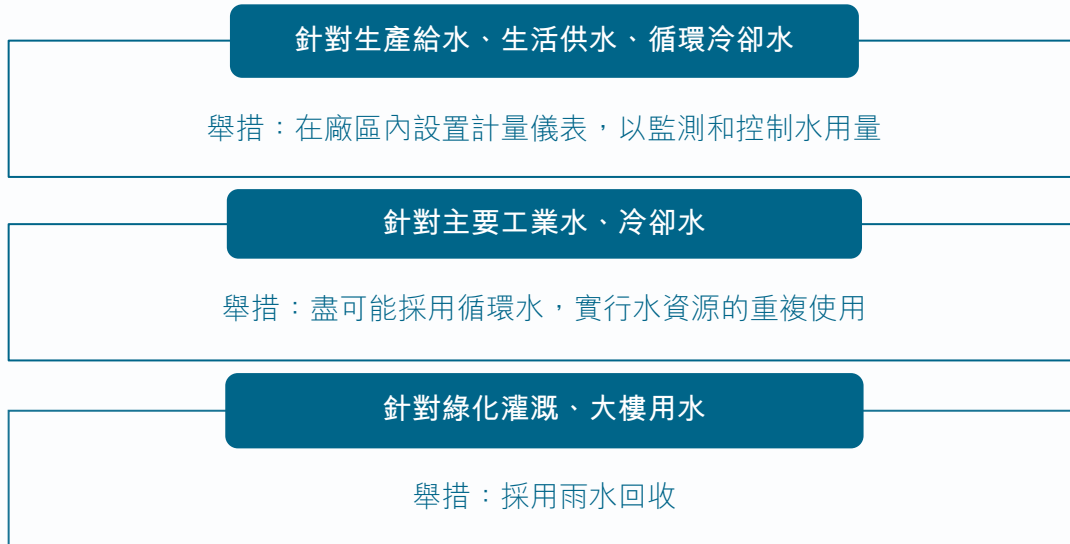 針對生產給水、生活供水、循環冷卻水
舉措：在廠區內設置計量儀表，以監測和控制水用量
針對主要工業水、冷卻水
舉措：盡可能採用循環水，實行水資源的重複使用
針對綠化灌溉、大樓用水
舉措：採用雨水回收